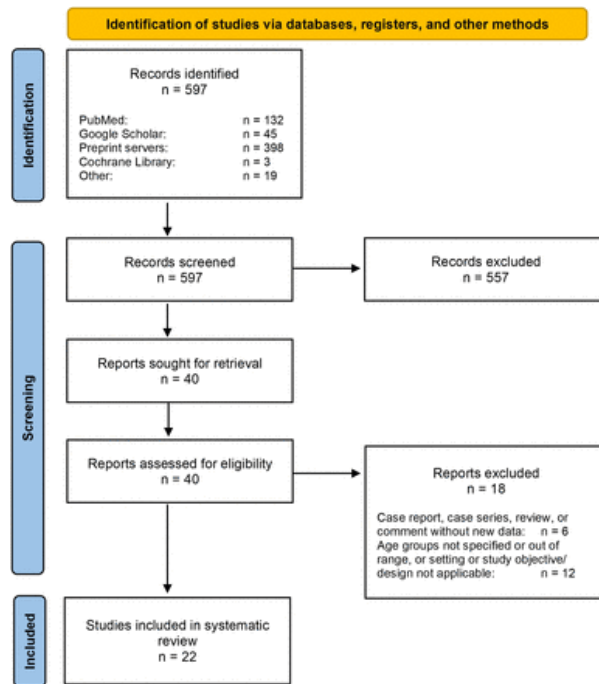 Identification of studies via databases, registers, and other methods
Identification
Records identified
n = 597
PubMed: n = 132
Google Scholar: n = 45
Preprint servers: n = 398
Cochrane Library: n = 3
Other: n = 19
Screening
Records screened
n = 597
Records excluded
n = 557
Reports sought for retrieval
n = 40
Reports assessed for eligibility
n = 40
Reports excluded
n = 18
Case report, case series, review, or
comment without new data: n = 6
Age groups not specified or out of
range, or setting or study objective/
design not applicable: n = 12
Included
Studies included in systematic
review
n = 22